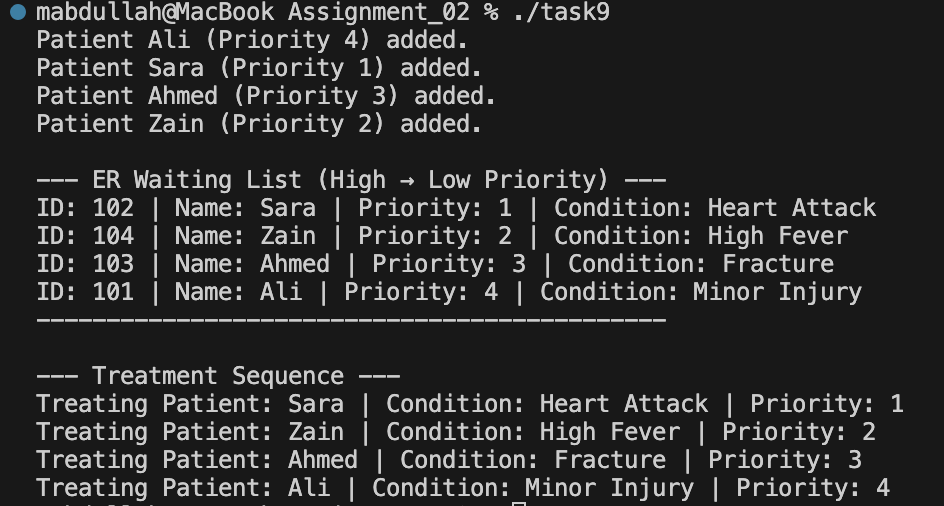 mabdullah@MacBook Assignment_02 % ./task9
Patient Ali (Priority 4) added.
Patient Sara (Priority 1) added.
Patient Ahmed (Priority 3) added.
Patient Zain (Priority 2) added.
--- ER Waiting List (High → Low Priority) ---
ID: 102 | Name: Sara | Priority: 1 | Condition: Heart Attack
ID: 104 | Name: Zain | Priority: 2 | Condition: High Fever
ID: 103 | Name: Ahmed | Priority: 3 | Condition: Fracture
ID: 101 | Name: Ali | Priority: 4 | Condition: Minor Injury
---------------------------------------------
--- Treatment Sequence ---
Treating Patient: Sara | Condition: Heart Attack | Priority: 1
Treating Patient: Zain | Condition: High Fever | Priority: 2
Treating Patient: Ahmed | Condition: Fracture | Priority: 3
Treating Patient: Ali | Condition: Minor Injury | Priority: 4